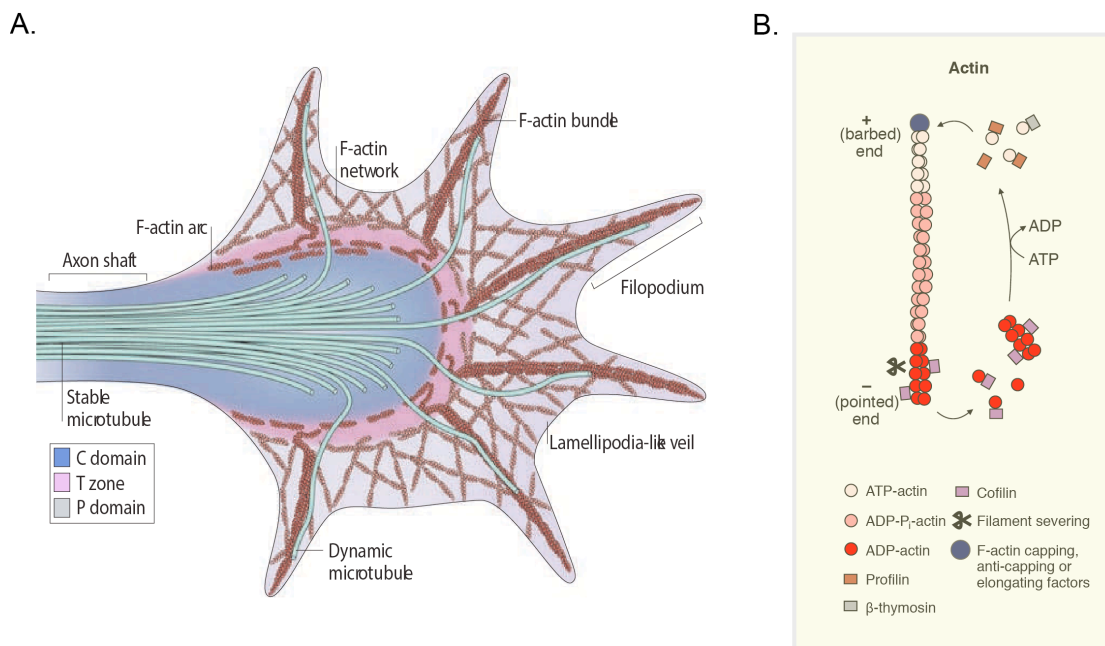 A.
F-actin bundle
F-actin
network
F-actin arc
Axon shaft
Filopodium
Stable
microtubule
Lamellipodia-like veil
C domain
T zone
P domain
Dynamic
microtubule
B.
Actin
+
(barbed)
end
ADP
ATP
−
(pointed)
end
ATP-actin
ADP-Pi-actin
ADP-actin
Profilin
β-thymosin
Cofilin
Filament severing
F-actin capping,
anti-capping or
elongating factors